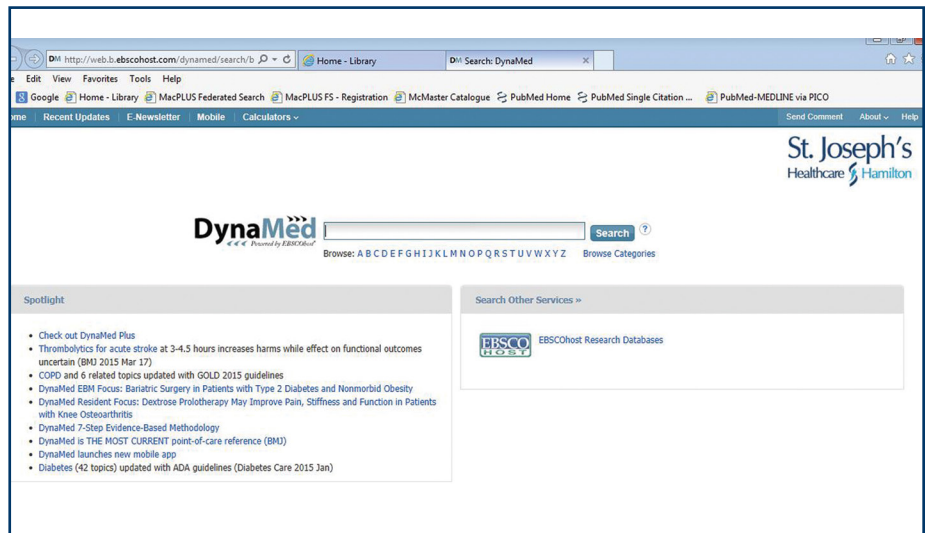 DM http://web.b.ebscohost.com/dynamed/search/b
Home - Library
DM Search: DynaMed
Edit View Favorites Tools Help
Google Home - Library MacPLUS Federated Search MacPLUS FS - Registration McMaster Catalogue PubMed Home PubMed Single Citation ... PubMed-MEDLINE via PICO
ome Recent Updates E-Newsletter Mobile Calculators Send Comment About Help
St. Joseph's
Healthcare Hamilton
DynaMed
Powered by EBSCOhost
Search ?
Browse: A B C D E F G H I J K L M N O P Q R S T U V W X Y Z Browse Categories
Spotlight
• Check out DynaMed Plus
• Thrombolytics for acute stroke at 3-4.5 hours increases harms while effect on functional outcomes
uncertain (BMJ 2015 Mar 17)
• COPD and 6 related topics updated with GOLD 2015 guidelines
• DynaMed EBM Focus: Bariatric Surgery in Patients with Type 2 Diabetes and Nonmorbid Obesity
• DynaMed Resident Focus: Dextrose Prolotherapy May Improve Pain, Stiffness and Function in Patients
with Knee Osteoarthritis
• DynaMed 7-Step Evidence-Based Methodology
• DynaMed is THE MOST CURRENT point-of-care reference (BMJ)
• DynaMed launches new mobile app
• Diabetes (42 topics) updated with ADA guidelines (Diabetes Care 2015 Jan)
Search Other Services »
EBSCO
HOST
EBSCOhost Research Databases